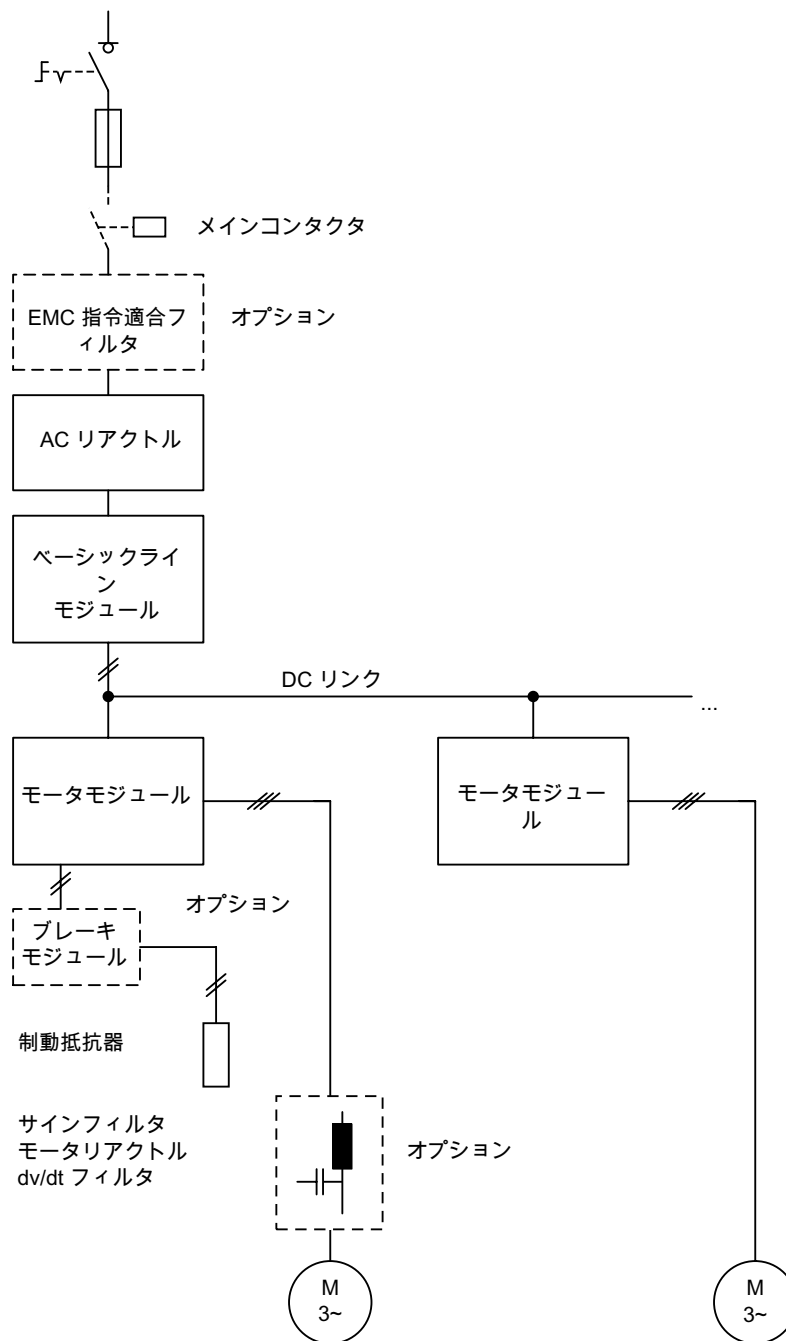 メインコンタクタ
EMC 指令適合フ
ィルタ
オプション
AC リアクトル
ベーシックライ
ン
モジュール
DC リンク
...
モータモジュール
モータモジュー
ル
オプション
ブレーキ
モジュール
制動抵抗器
サインフィルタ
モータリアクトル
dv/dt フィルタ
オプション
M
3~
M
3~